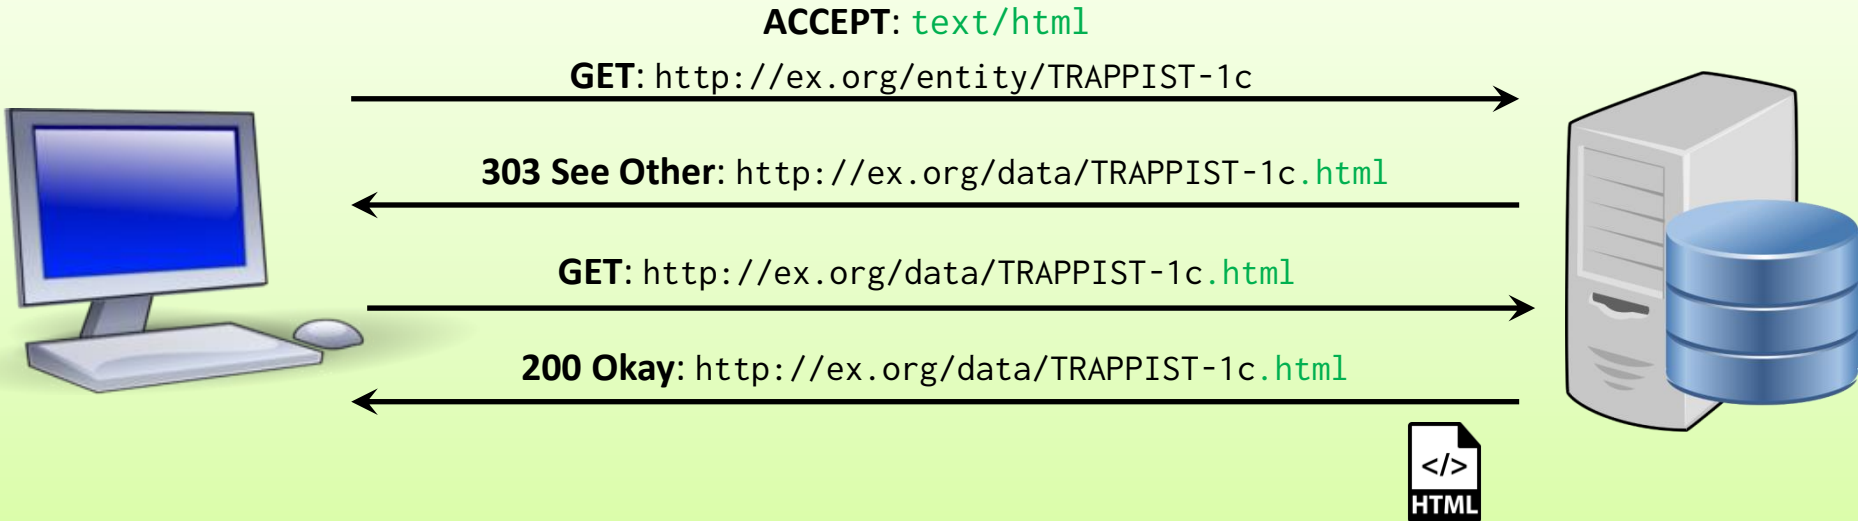 ACCEPT: text/html
GET: http://ex.org/entity/TRAPPIST-1c
303 See Other: http://ex.org/data/TRAPPIST-1c.html
GET: http://ex.org/data/TRAPPIST-1c.html
200 Okay: http://ex.org/data/TRAPPIST-1c.html
</>
HTML